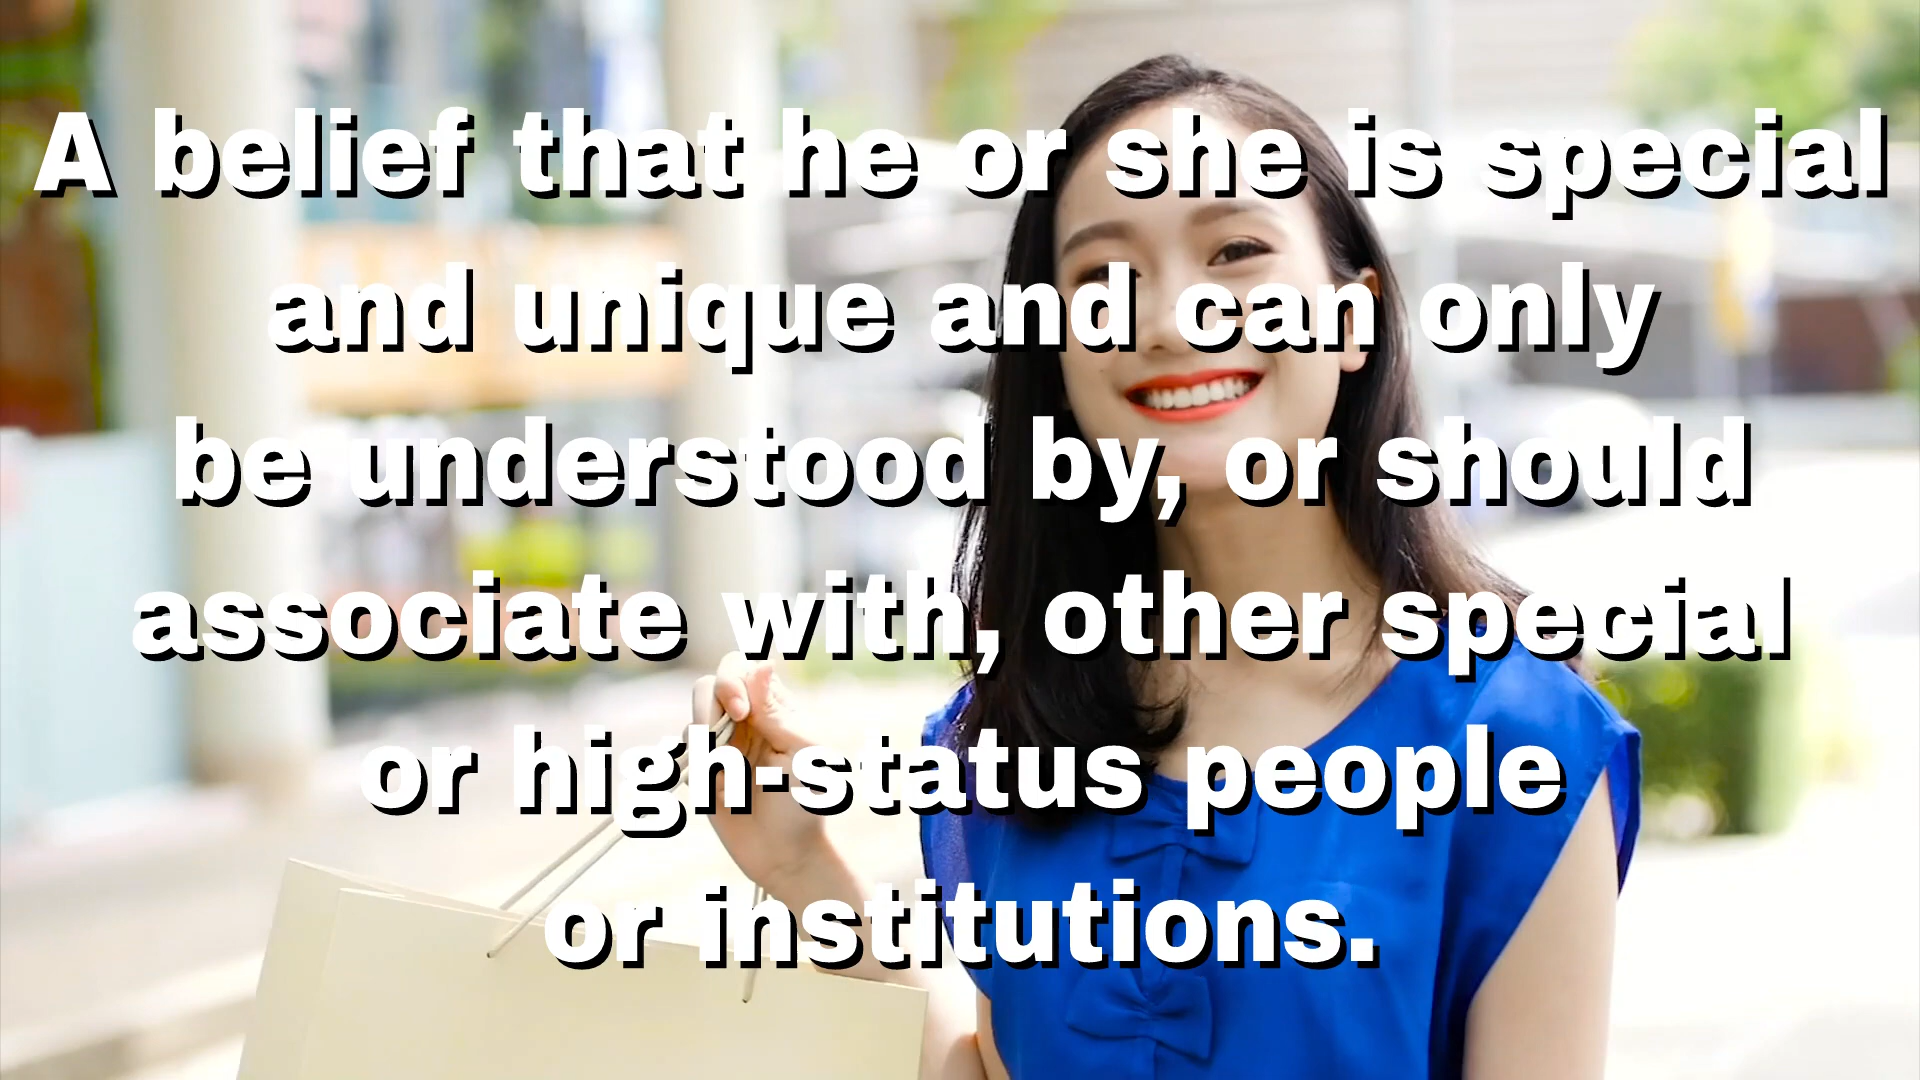 A belief that he or she is special
and unique and can only
be understood by, or should
associate with, other special
or high-status people
or institutions.